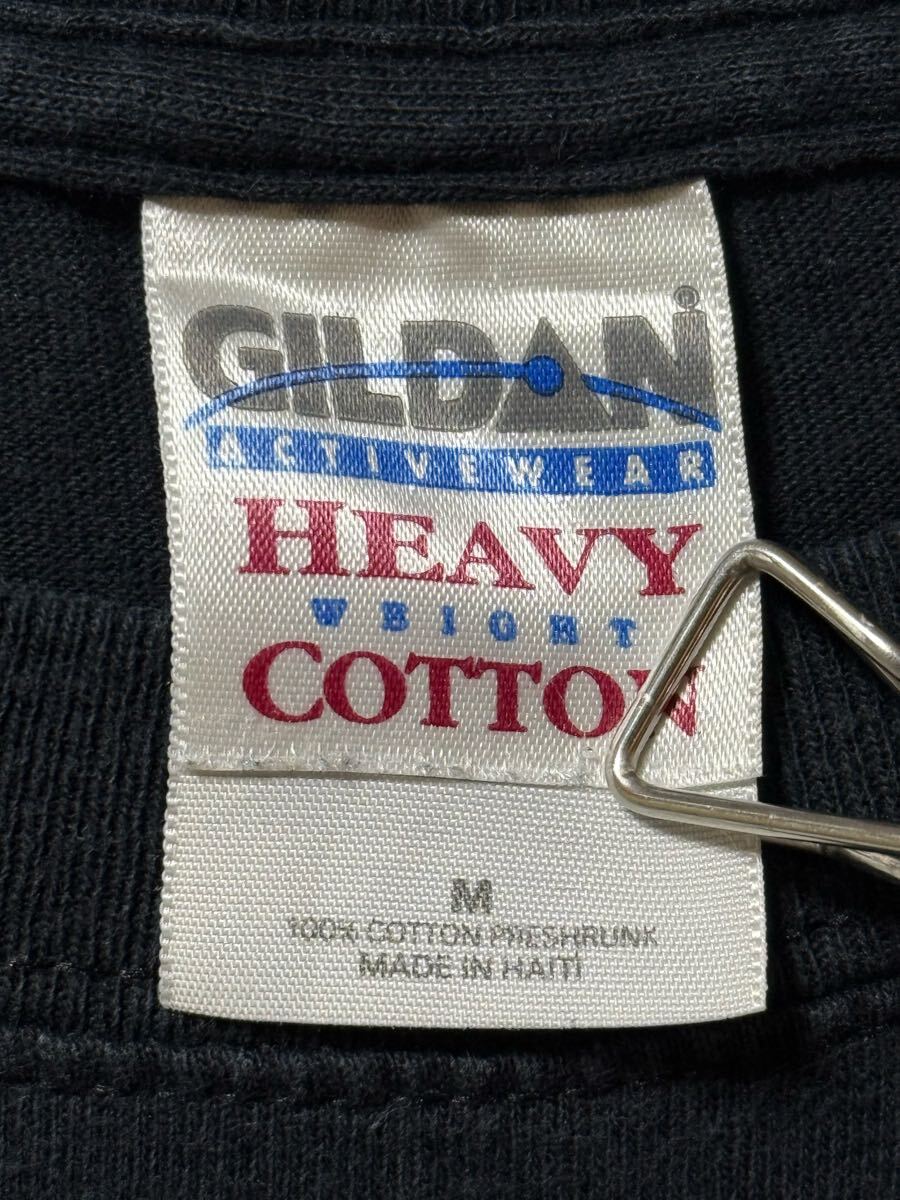 GILDAN®
ACTIVEWEAR
HEAVY
WEIGHT
COTTON
M
100% COTTON PRESHRUNK
MADE IN HAITI